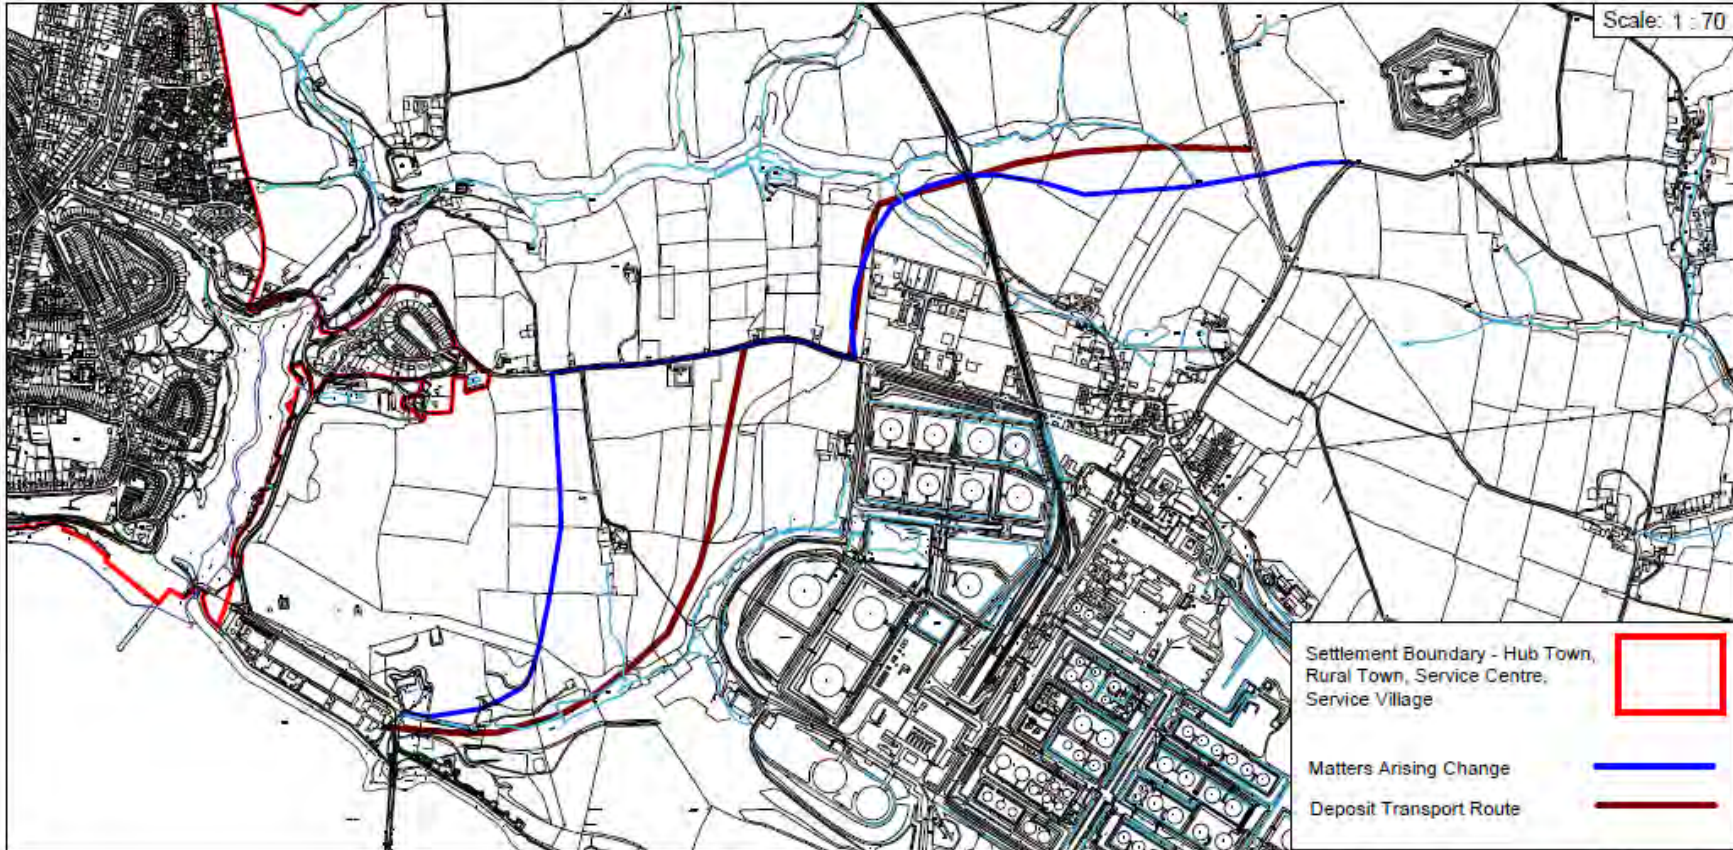 Scale: 1 : 70
Settlement Boundary - Hub Town,
Rural Town, Service Centre,
Service Village
Matters Arising Change
Deposit Transport Route